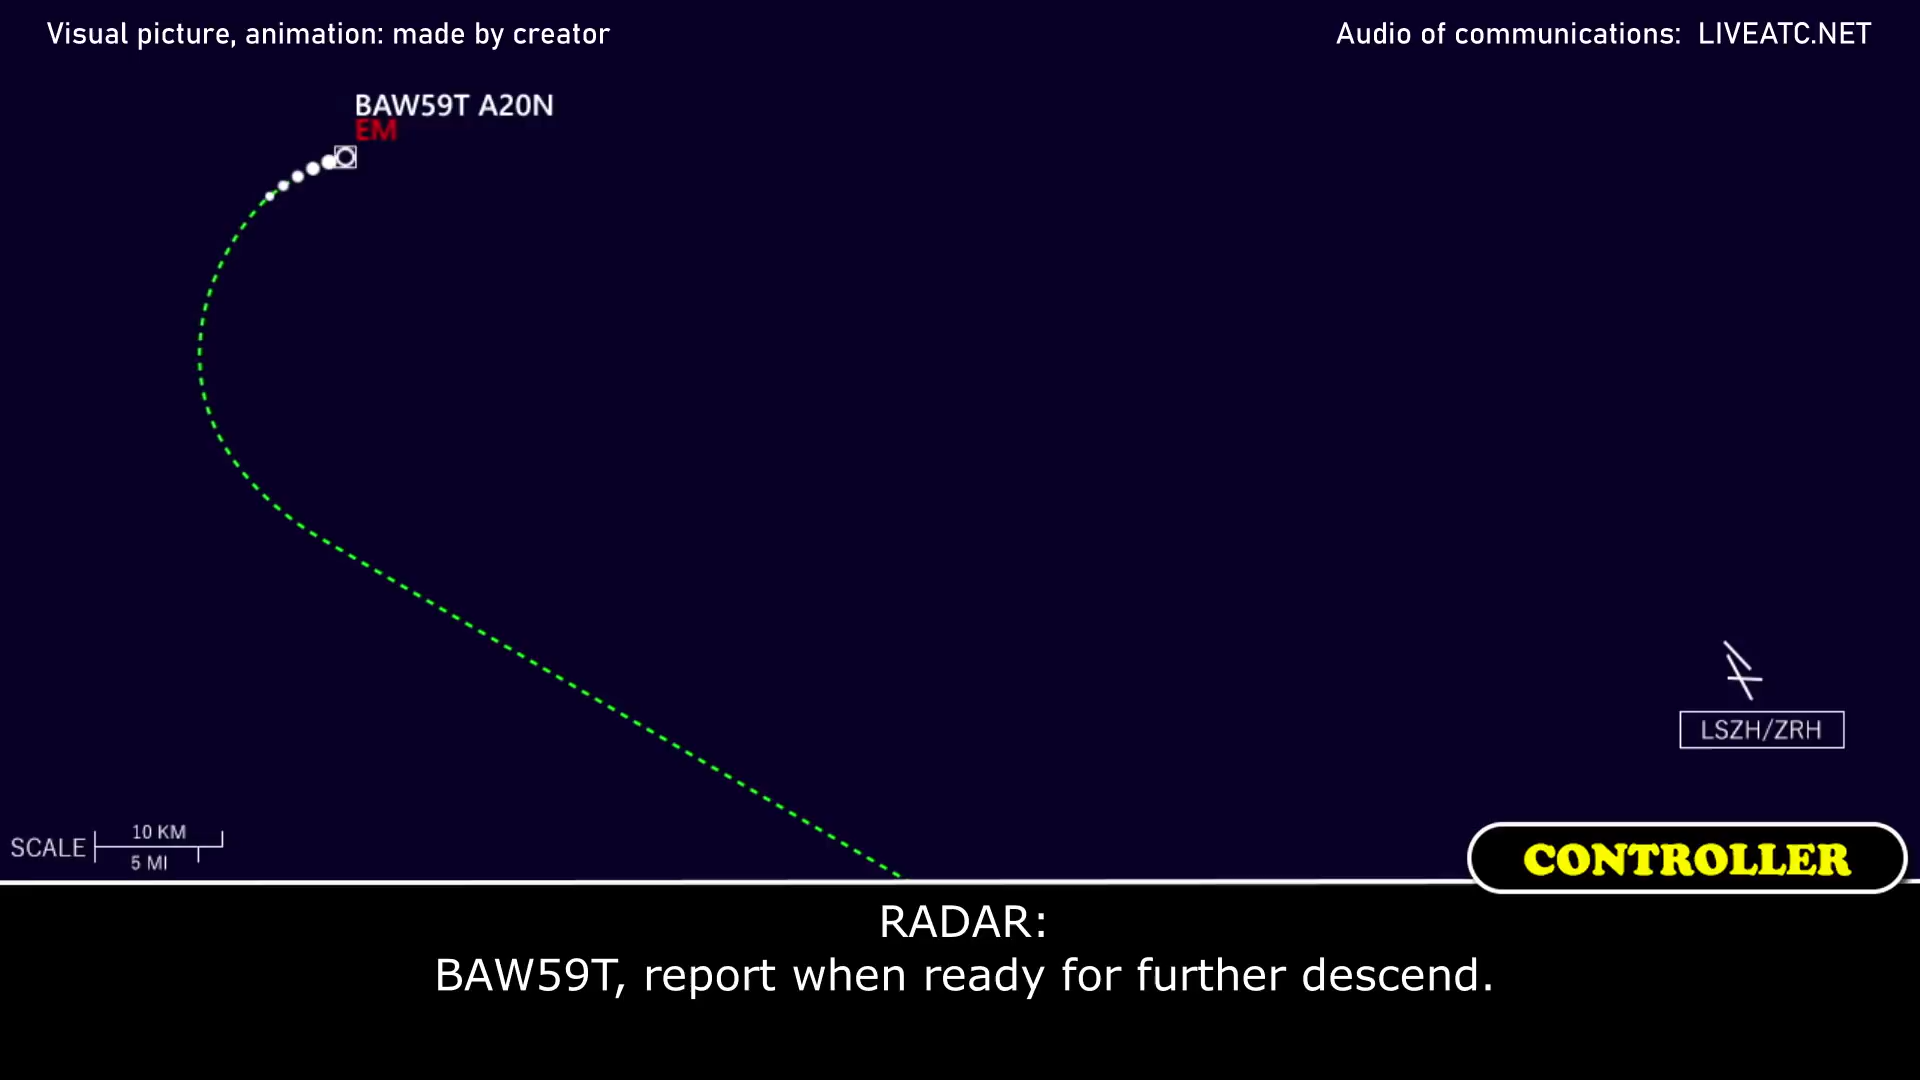 Visual picture, animation: made by creator
Audio of communications: LIVEATC.NET
BAW59T A20N
EM
LSZH/ZRH
SCALE
10 KM
5 MI
CONTROLLER
RADAR:
BAW59T, report when ready for further descend.